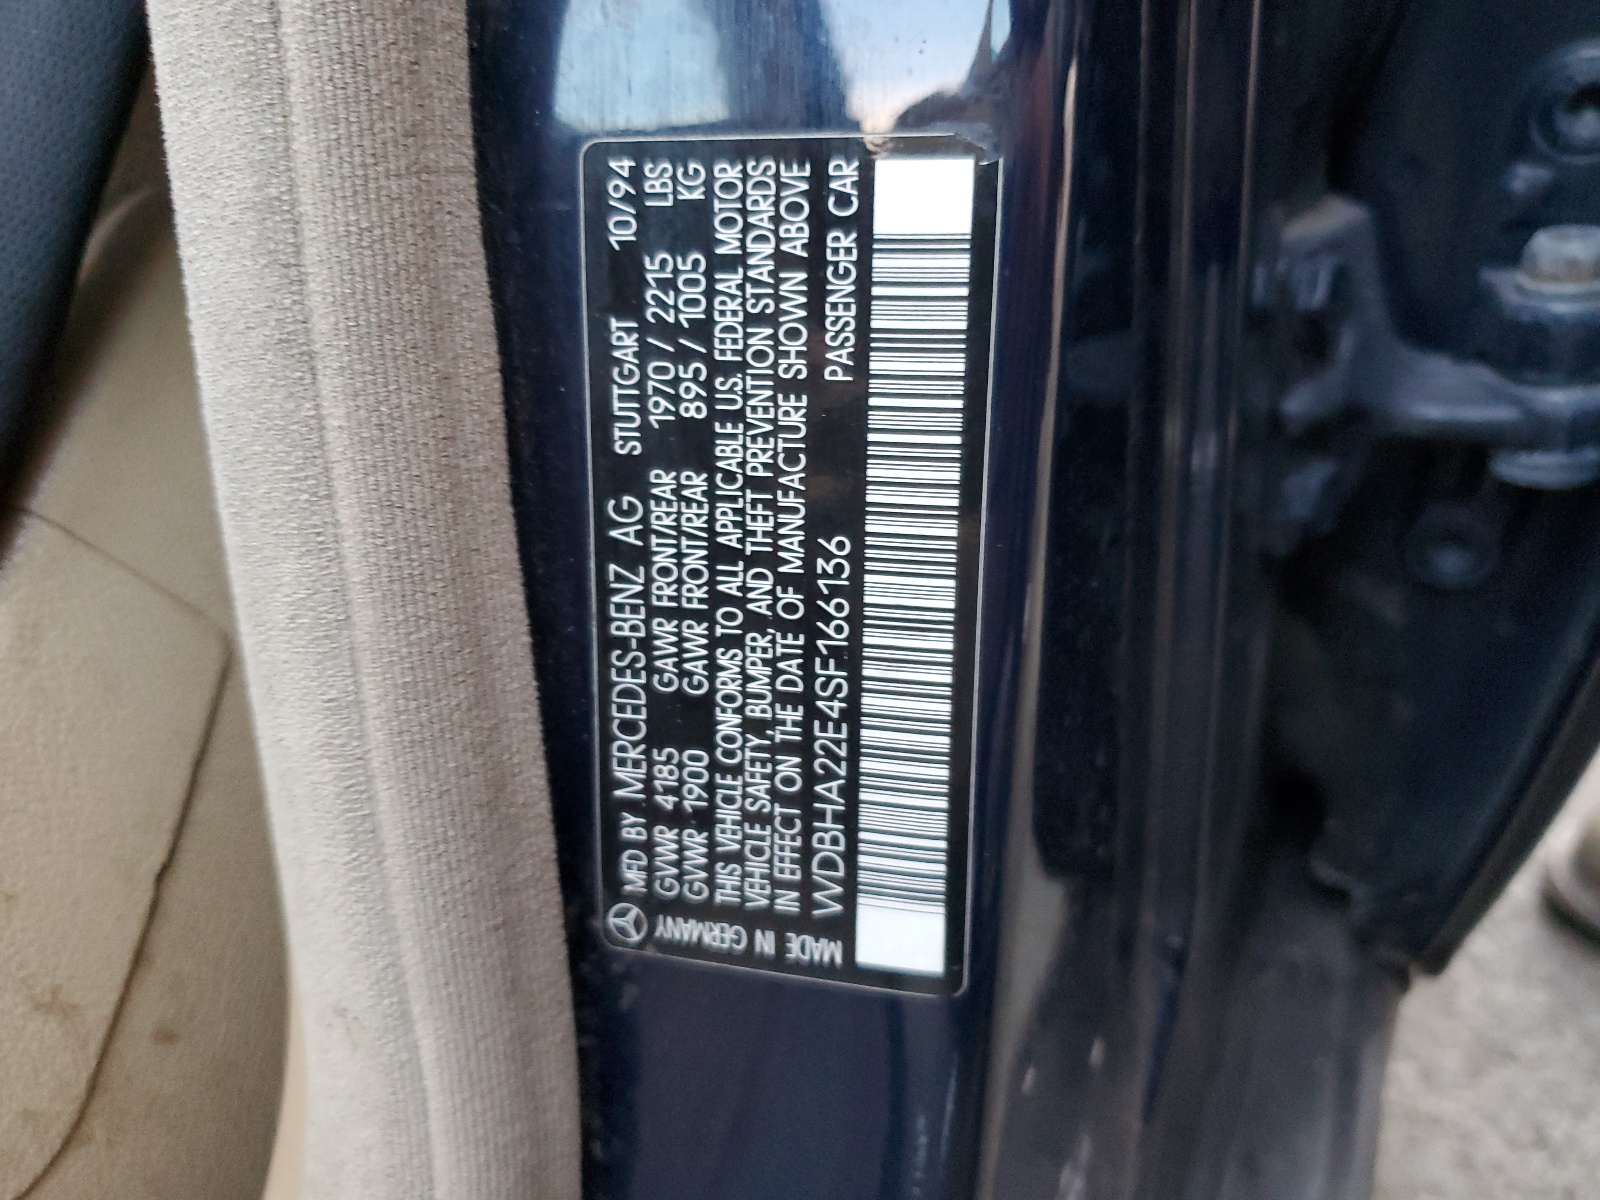 MFD BY MERCEDES-BENZ AG STUTTGART 10/94
GVWR 4185 GAWR FRONT/REAR 1970 / 2215 LBS
GVWR 1900 GAWR FRONT/REAR 895 / 1005 KG
THIS VEHICLE CONFORMS TO ALL APPLICABLE U.S. FEDERAL MOTOR
VEHICLE SAFETY, BUMPER, AND THEFT PREVENTION STANDARDS
IN EFFECT ON THE DATE OF MANUFACTURE SHOWN ABOVE
WDBHA22E4SF166136 PASSENGER CAR
MADE IN GERMANY